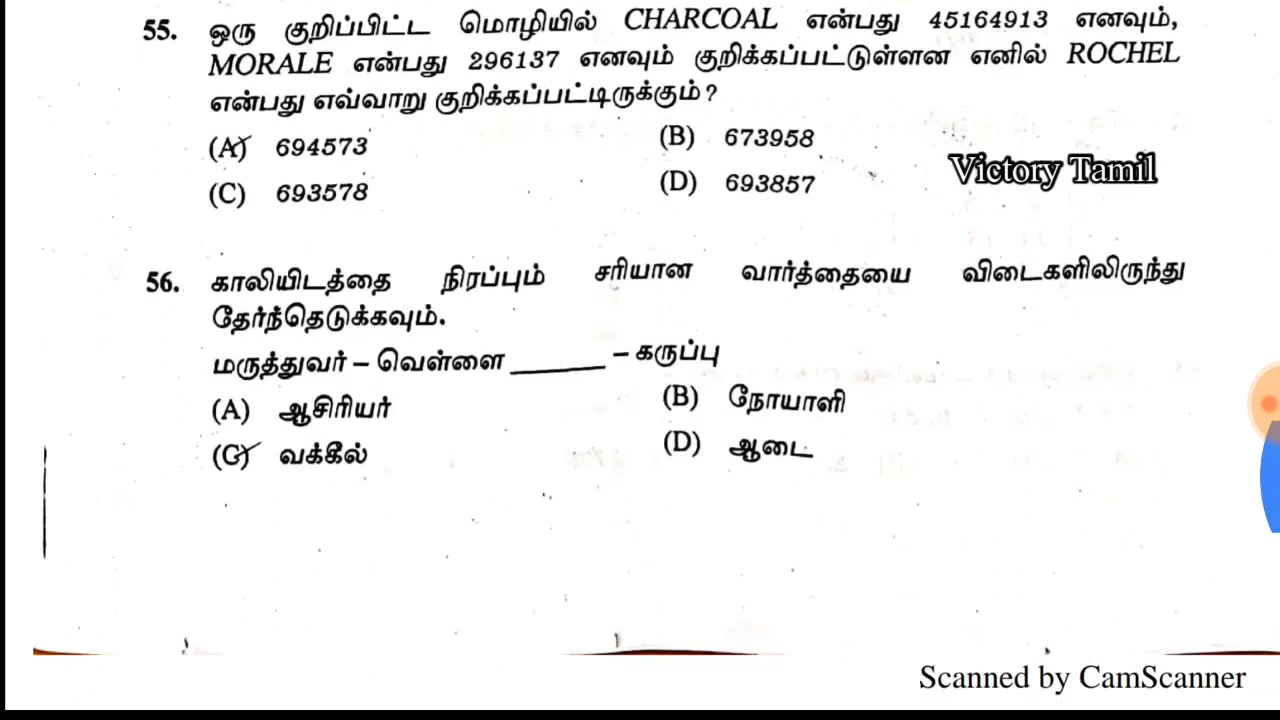 55. ஒரு குறிப்பிட்ட மொழியில் CHARCOAL என்பது 45164913 எனவும்,
MORALE என்பது 296137 எனவும் குறிக்கப்பட்டுள்ளன எனில் ROCHEL
என்பது எவ்வாறு குறிக்கப்பட்டிருக்கும்?
(A) 694573 (B) 673958
(C) 693578 (D) 693857
Victory Tamil
56. காலியிடத்தை நிரப்பும் சரியான வார்த்தையை விடைகளிலிருந்து
தேர்ந்தெடுக்கவும்.
மருத்துவர் – வெள்ளை ______ – கருப்பு
(A) ஆசிரியர் (B) நோயாளி
(C) வக்கீல் (D) ஆடை
Scanned by CamScanner